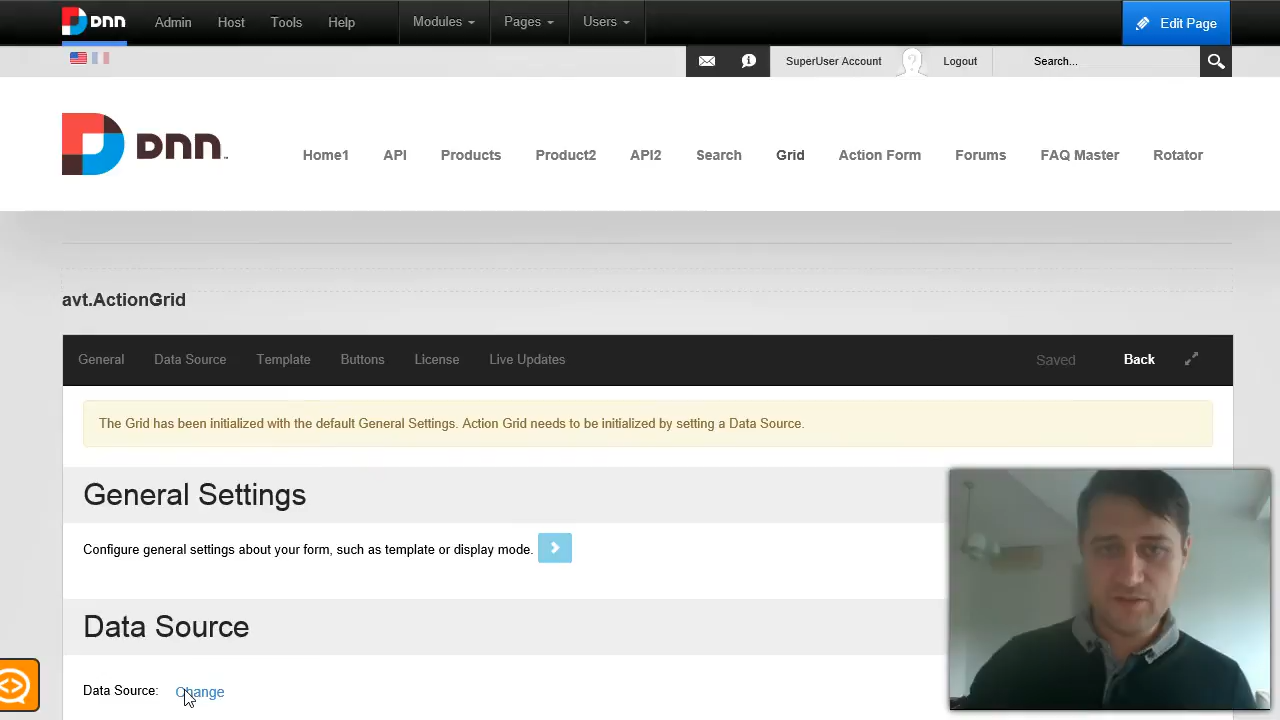 DNN Admin Host Tools Help Modules Pages Users Edit Page
SuperUser Account Logout Search...
DNN Home1 API Products Product2 API2 Search Grid Action Form Forums FAQ Master Rotator
avt.ActionGrid
General Data Source Template Buttons License Live Updates Saved Back
The Grid has been initialized with the default General Settings. Action Grid needs to be initialized by setting a Data Source.
General Settings
Configure general settings about your form, such as template or display mode.
Data Source
Data Source: Change